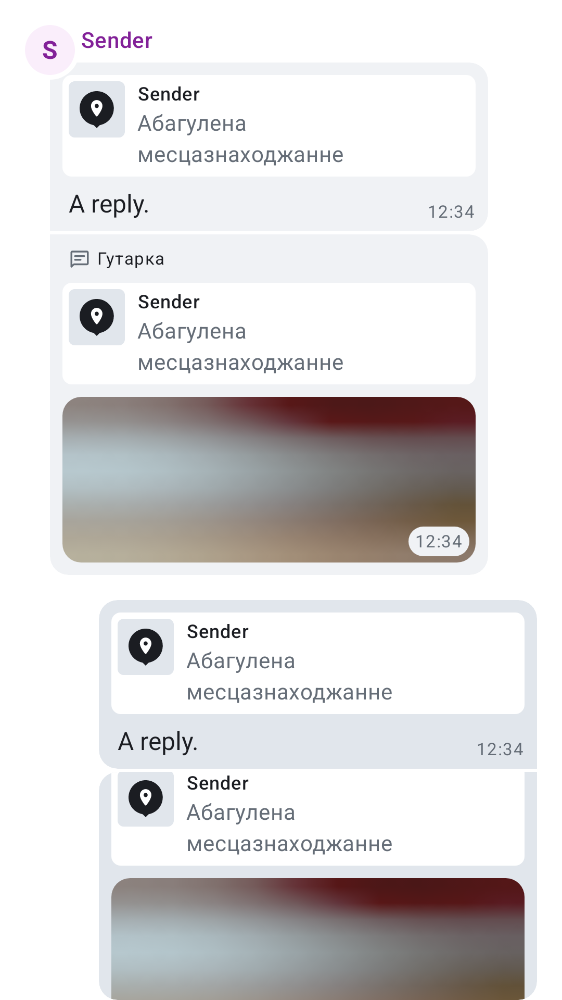 S
Sender
Sender
Абагулена
месцазнаходжанне
A reply.
12:34
Гутарка
Sender
Абагулена
месцазнаходжанне
12:34
Sender
Абагулена
месцазнаходжанне
A reply.
12:34
Sender
Абагулена
месцазнаходжанне